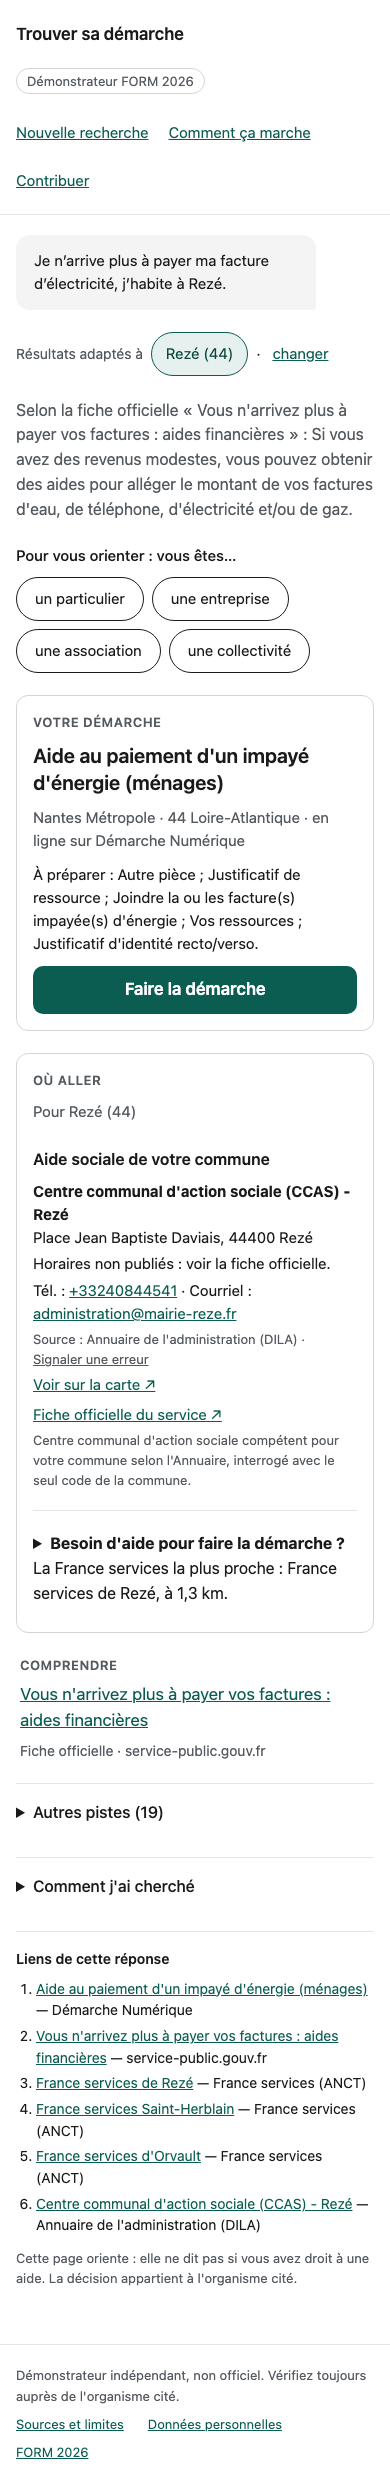 Trouver sa démarche
Démonstrateur FORM 2026
Nouvelle recherche Comment ça marche
Contribuer
Je n’arrive plus à payer ma facture
d’électricité, j’habite à Rezé.
Résultats adaptés à Rezé (44) · changer
Selon la fiche officielle « Vous n'arrivez plus à
payer vos factures : aides financières » : Si vous
avez des revenus modestes, vous pouvez obtenir
des aides pour alléger le montant de vos factures
d'eau, de téléphone, d'électricité et/ou de gaz.
Pour vous orienter : vous êtes…
un particulier une entreprise
une association une collectivité
VOTRE DÉMARCHE
Aide au paiement d'un impayé
d'énergie (ménages)
Nantes Métropole · 44 Loire-Atlantique · en
ligne sur Démarche Numérique
À préparer : Autre pièce ; Justificatif de
ressource ; Joindre la ou les facture(s)
impayée(s) d'énergie ; Vos ressources ;
Justificatif d'identité recto/verso.
Faire la démarche
OÙ ALLER
Pour Rezé (44)
Aide sociale de votre commune
Centre communal d'action sociale (CCAS) -
Rezé
Place Jean Baptiste Daviais, 44400 Rezé
Horaires non publiés : voir la fiche officielle.
Tél. : +33240844541 · Courriel :
administration@mairie-reze.fr
Source : Annuaire de l'administration (DILA) ·
Signaler une erreur
Voir sur la carte ↗
Fiche officielle du service ↗
Centre communal d'action sociale compétent pour
votre commune selon l'Annuaire, interrogé avec le
seul code de la commune.
▶ Besoin d'aide pour faire la démarche ?
La France services la plus proche : France
services de Rezé, à 1,3 km.
COMPRENDRE
Vous n'arrivez plus à payer vos factures :
aides financières
Fiche officielle · service-public.gouv.fr
▶ Autres pistes (19)
▶ Comment j'ai cherché
Liens de cette réponse
1. Aide au paiement d'un impayé d'énergie (ménages)
— Démarche Numérique
2. Vous n'arrivez plus à payer vos factures : aides
financières — service-public.gouv.fr
3. France services de Rezé — France services (ANCT)
4. France services Saint-Herblain — France services
(ANCT)
5. France services d'Orvault — France services
(ANCT)
6. Centre communal d'action sociale (CCAS) - Rezé —
Annuaire de l'administration (DILA)
Cette page oriente : elle ne dit pas si vous avez droit à une
aide. La décision appartient à l'organisme cité.
Démonstrateur indépendant, non officiel. Vérifiez toujours
auprès de l'organisme cité.
Sources et limites Données personnelles
FORM 2026